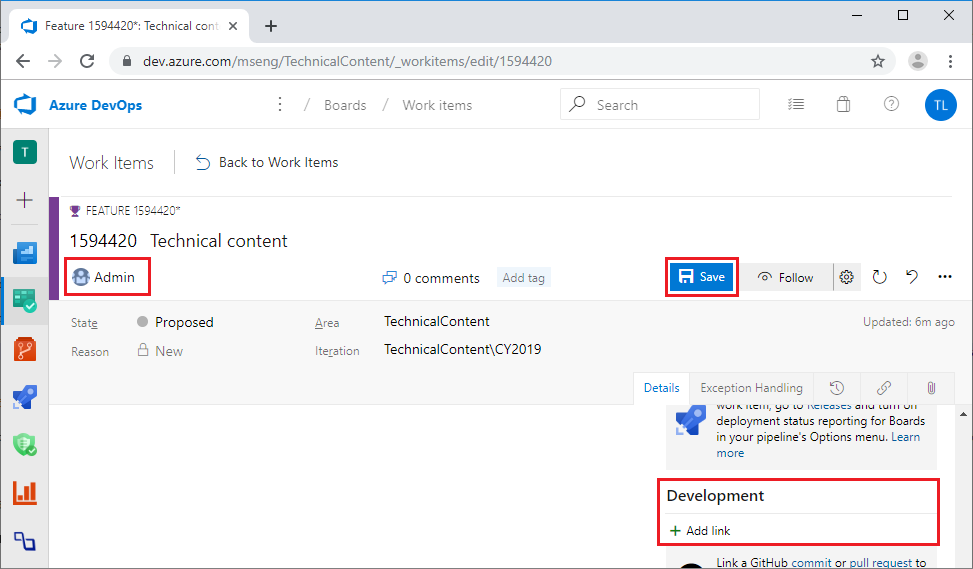 Feature 1594420*: Technical cont
dev.azure.com/mseng/TechnicalContent/_workitems/edit/1594420
Azure DevOps / Boards / Work items Search TL
T
Work Items Back to Work Items
FEATURE 1594420*
1594420 Technical content
Admin 0 comments Add tag Save Follow
State Proposed Area TechnicalContent Updated: 6m ago
Reason New Iteration TechnicalContent\CY2019
Details Exception Handling
work item, go to Releases and turn on
deployment status reporting for Boards
in your pipeline's Options menu. Learn
more
Development
+ Add link
Link a GitHub commit or pull request to